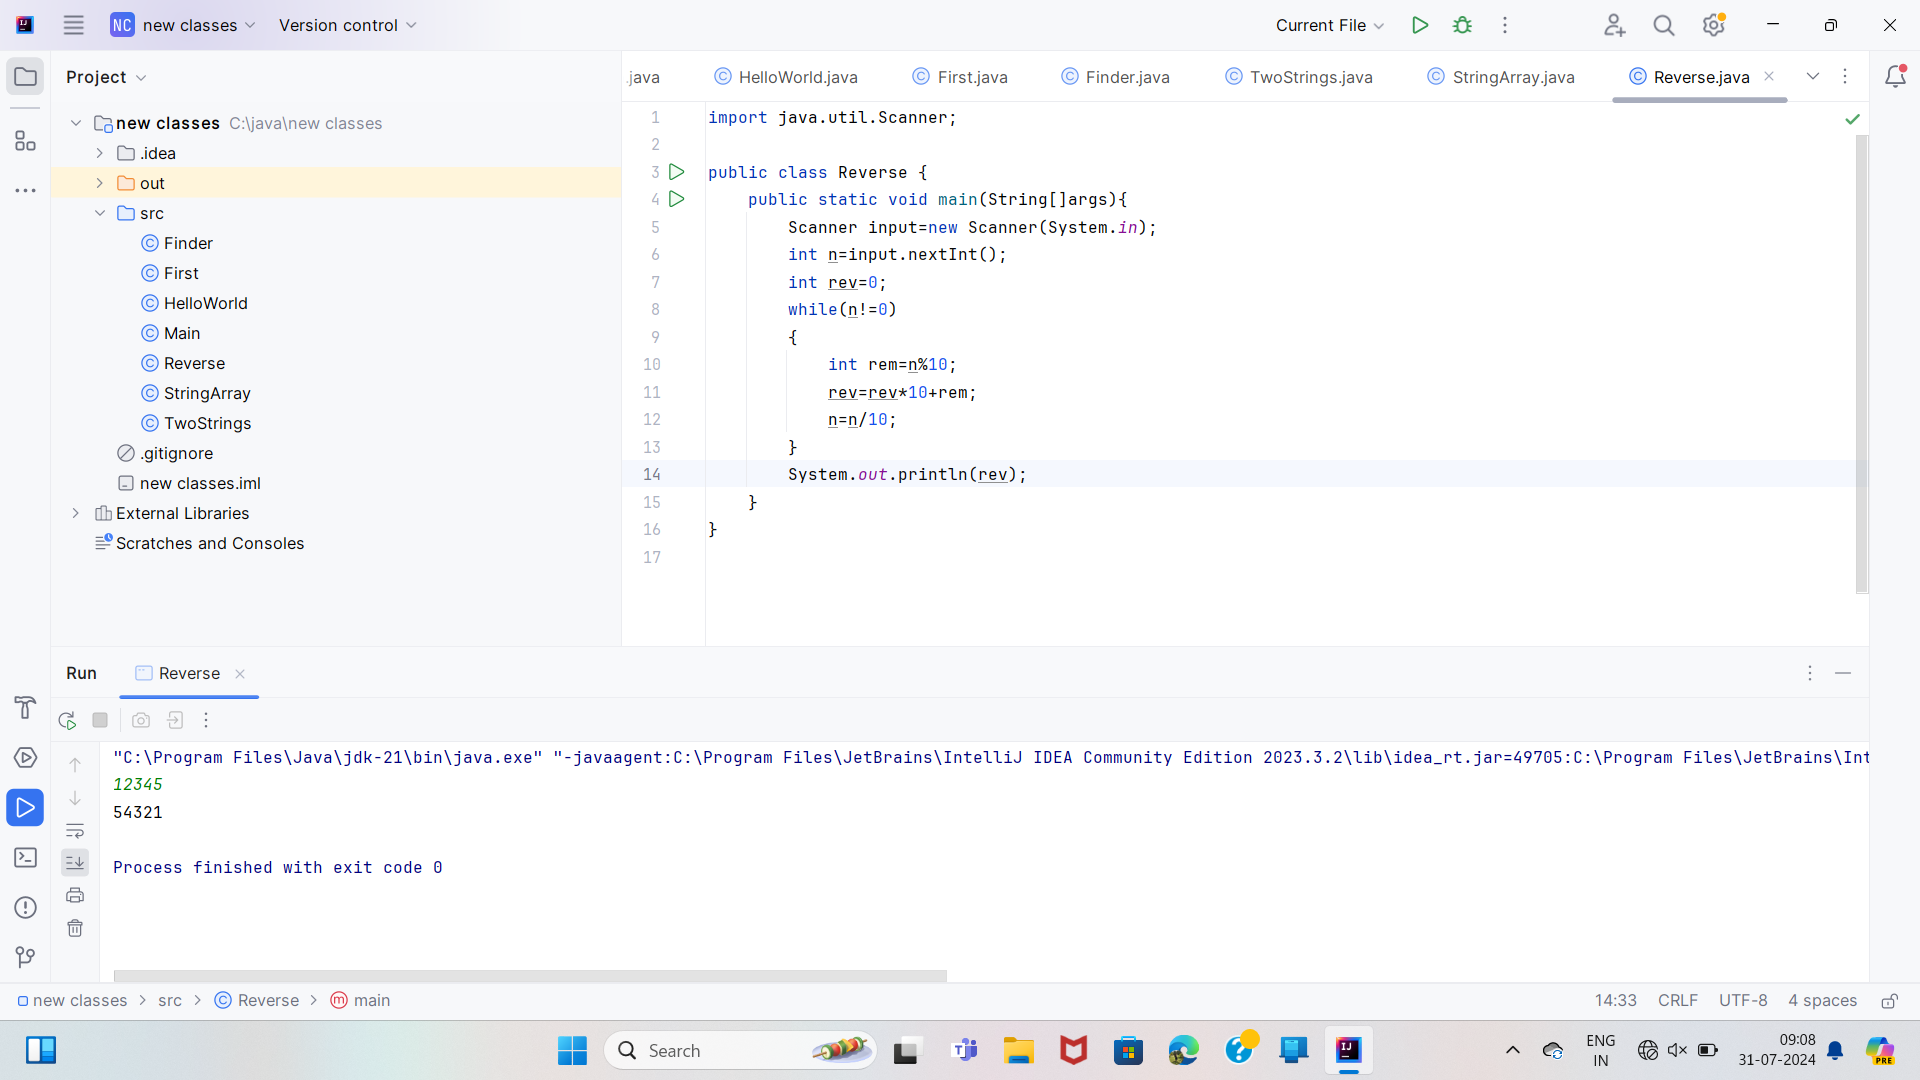 NC new classes Version control Current File
Project
.java HelloWorld.java First.java Finder.java TwoStrings.java StringArray.java Reverse.java
new classes C:\java\new classes
.idea
out
src
Finder
First
HelloWorld
Main
Reverse
StringArray
TwoStrings
.gitignore
new classes.iml
External Libraries
Scratches and Consoles
1 import java.util.Scanner;
2
3 public class Reverse {
4 public static void main(String[]args){
5 Scanner input=new Scanner(System.in);
6 int n=input.nextInt();
7 int rev=0;
8 while(n!=0)
9 {
10 int rem=n%10;
11 rev=rev*10+rem;
12 n=n/10;
13 }
14 System.out.println(rev);
15 }
16 }
17
Run Reverse
"C:\Program Files\Java\jdk-21\bin\java.exe" "-javaagent:C:\Program Files\JetBrains\IntelliJ IDEA Community Edition 2023.3.2\lib\idea_rt.jar=49705:C:\Program Files\JetBrains\Int
12345
54321
Process finished with exit code 0
new classes > src > Reverse > main 14:33 CRLF UTF-8 4 spaces
Search
ENG
IN
09:08
31-07-2024
PRE